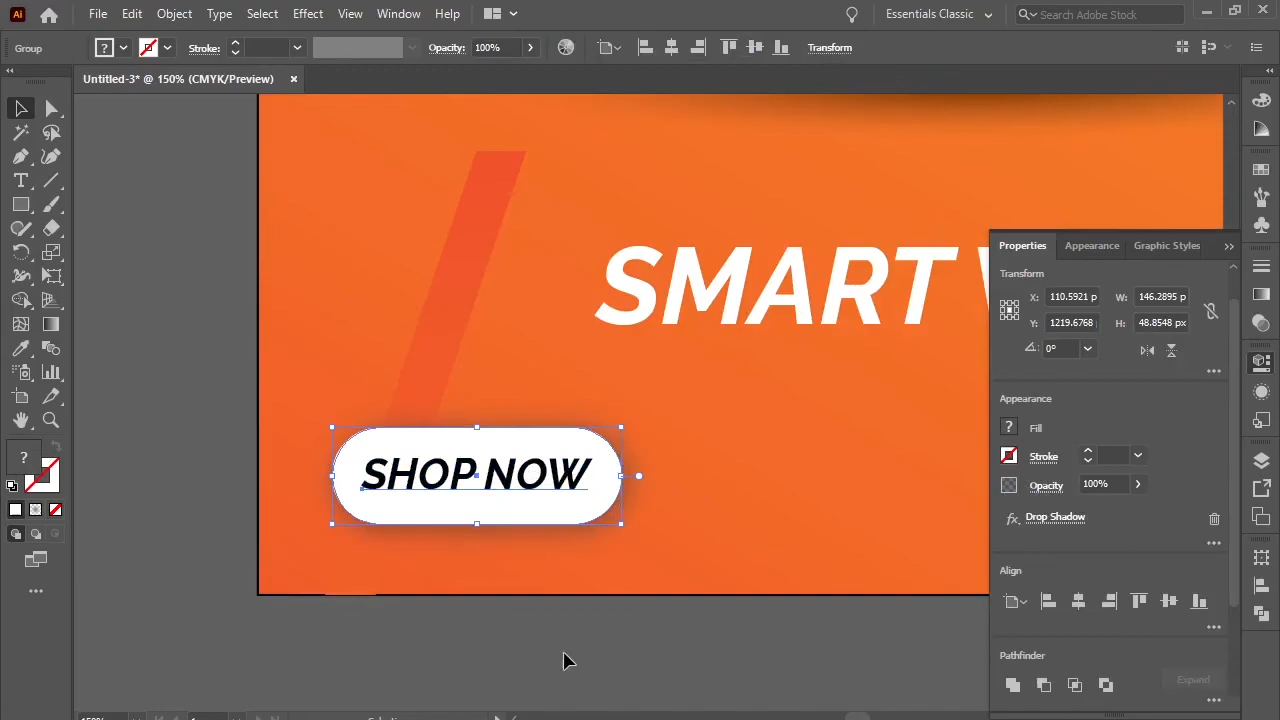 Ai File Edit Object Type Select Effect View Window Help Essentials Classic Search Adobe Stock
Group ? Stroke: Opacity: 100% Transform
Untitled-3* @ 150% (CMYK/Preview) ×
SMART
SHOP NOW
Properties Appearance Graphic Styles
Transform
X: 110.5921 p W: 146.2895 p
Y: 1219.6768 H: 48.8548 px
0°
Appearance
? Fill
Stroke
Opacity 100%
fx. Drop Shadow
Align
Pathfinder
Expand
?